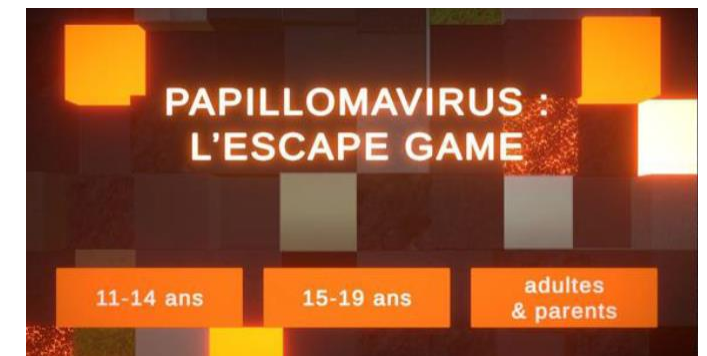 PAPILLOMAVIRUS :
L'ESCAPE GAME
11-14 ans
15-19 ans
adultes
& parents